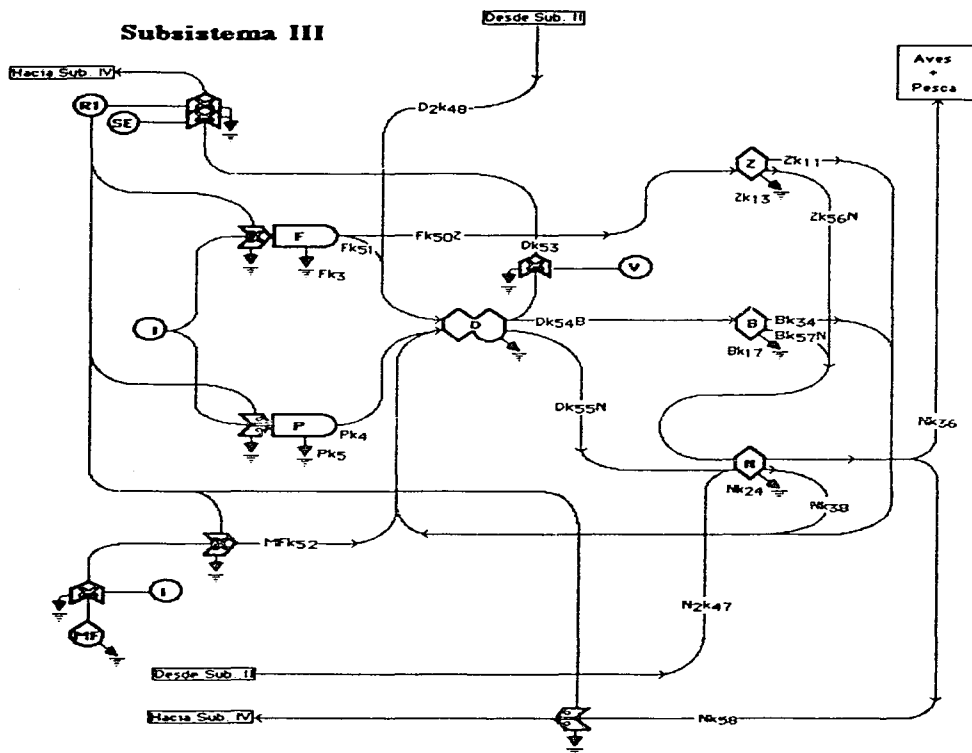 Desde Sub. II
Subsistema III
Hacia Sub. IV
Aves
+
Pesca
R1
D2k48
SE
Z
Zk11
Zk13
Zk56N
F
Fk51
Fk50Z
Dk53
Fk3
V
I
D
Dk54B
B
Bk34
Bk57N
Bk17
Dk55N
P
Pk4
Pk5
Nk36
N
Nk24
Nk38
MFk52
I
N2k47
MF
Desde Sub. II
Hacia Sub. IV
Nk58